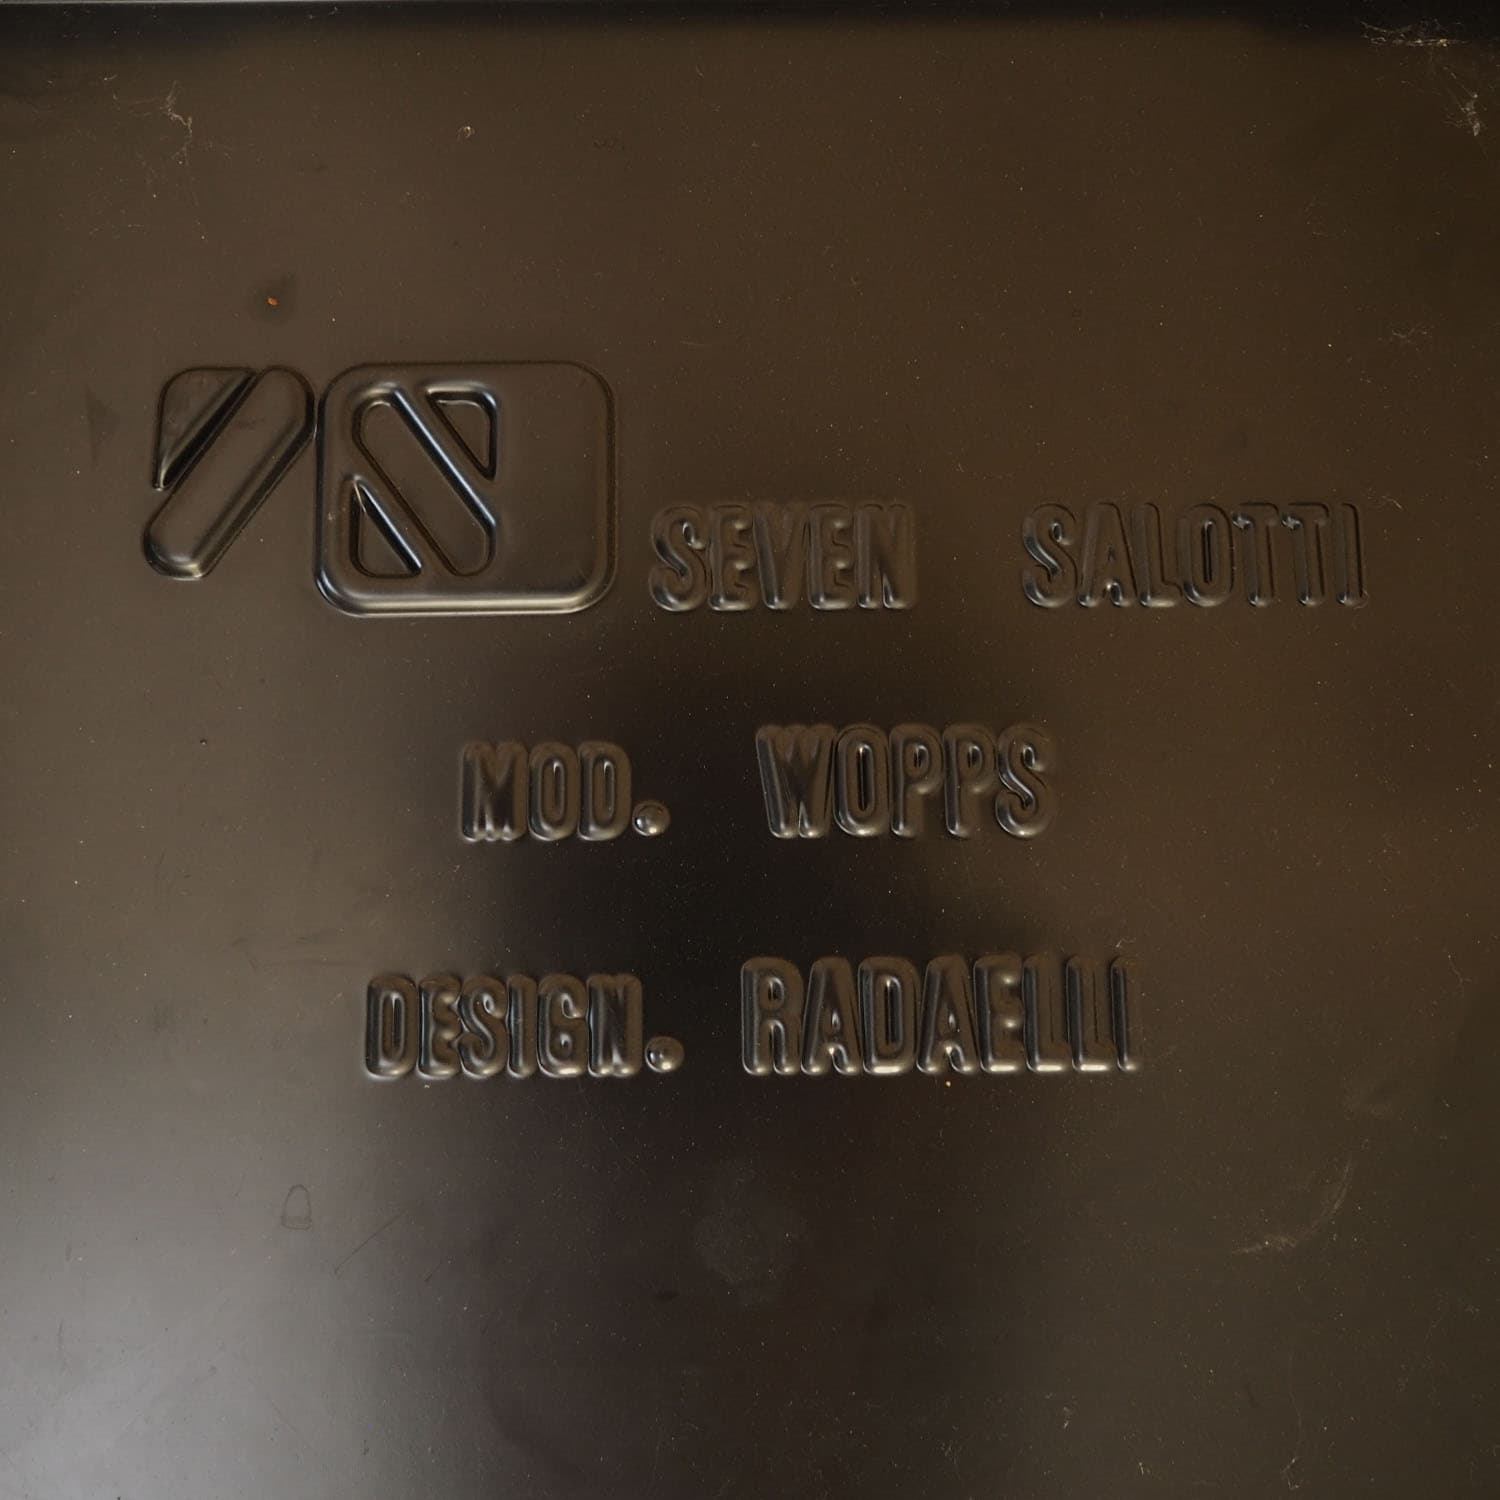 SEVEN SALOTTI
MOD. WOPPS
DESIGN. RADAELLI